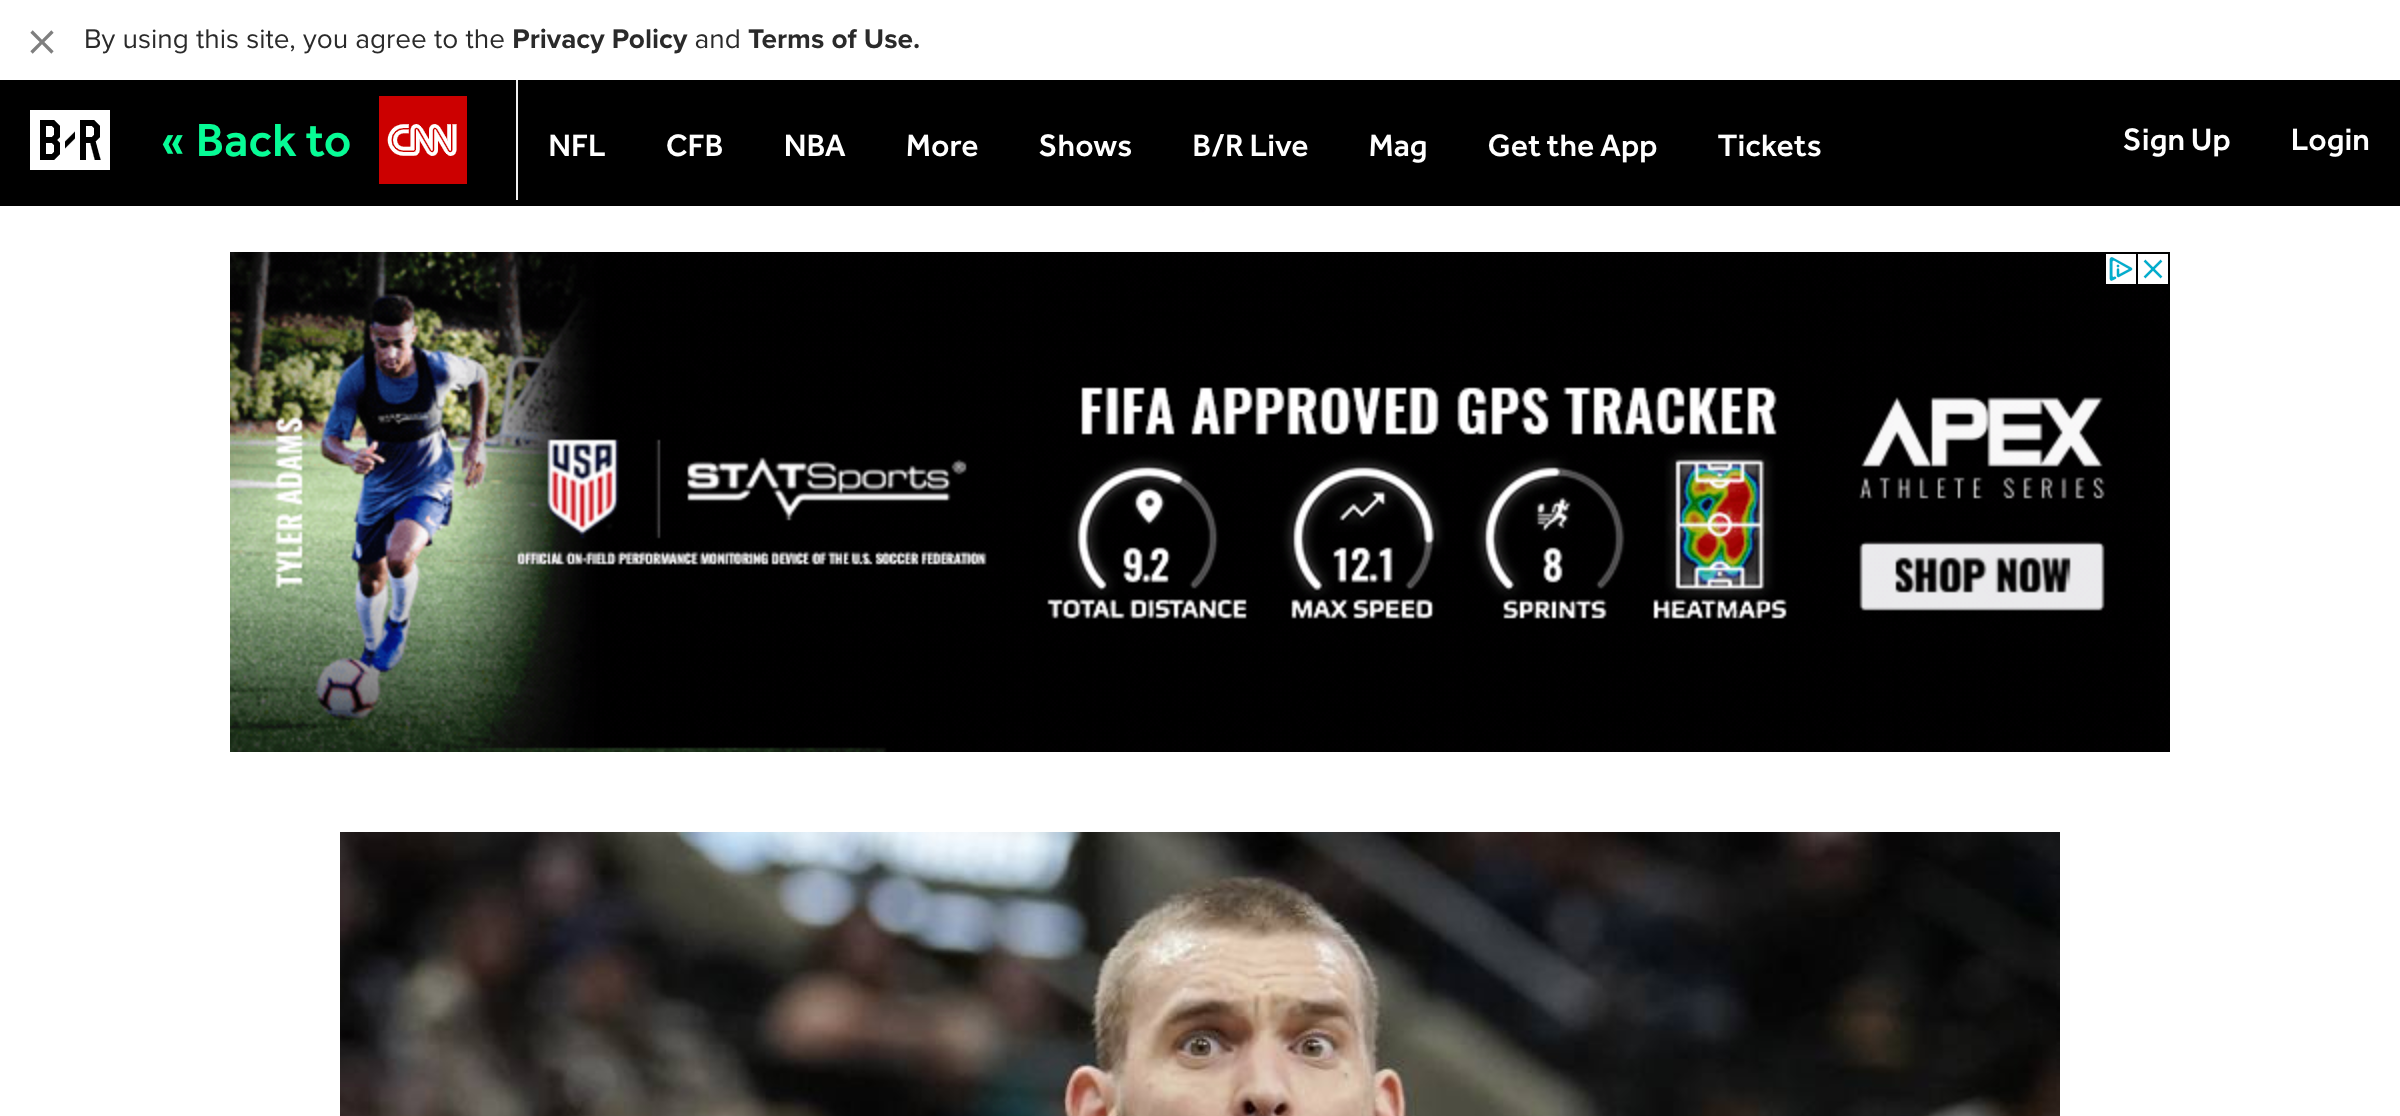 By using this site, you agree to the Privacy Policy and Terms of Use.
B/R « Back to CNN NFL CFB NBA More Shows B/R Live Mag Get the App Tickets Sign Up Login
TYLER ADAMS
USA STATSports®
OFFICIAL ON-FIELD PERFORMANCE MONITORING DEVICE OF THE U.S. SOCCER FEDERATION
FIFA APPROVED GPS TRACKER
9.2 12.1 8
TOTAL DISTANCE MAX SPEED SPRINTS HEATMAPS
APEX
ATHLETE SERIES
SHOP NOW